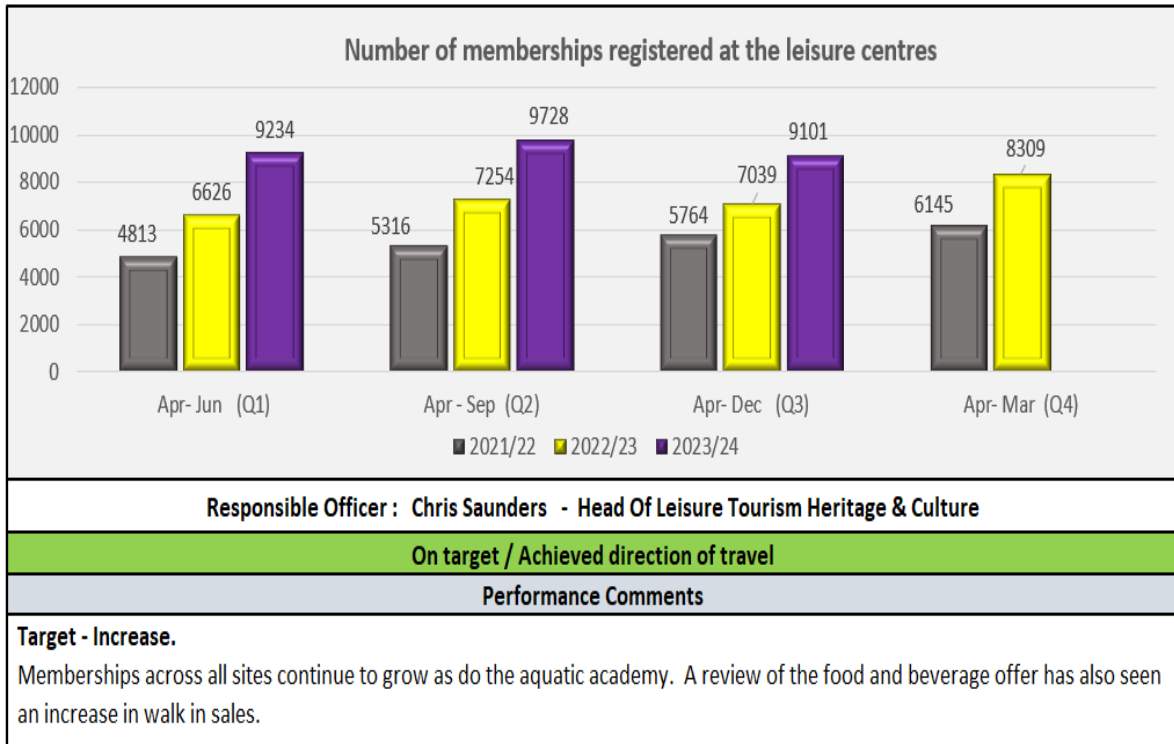 Number of memberships registered at the leisure centres
12000
10000
8000
6000
4000
2000
0
4813
6626
9234
5316
7254
9728
5764
7039
9101
6145
8309
Apr- Jun (Q1)
Apr - Sep (Q2)
Apr- Dec (Q3)
Apr- Mar (Q4)
2021/22 2022/23 2023/24
Responsible Officer : Chris Saunders - Head Of Leisure Tourism Heritage & Culture
On target / Achieved direction of travel
Performance Comments
Target - Increase.
Memberships across all sites continue to grow as do the aquatic academy. A review of the food and beverage offer has also seen
an increase in walk in sales.